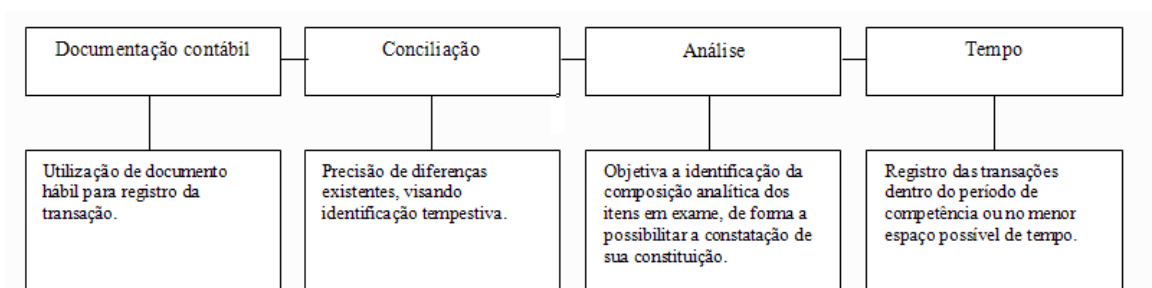 Documentação contábil
Conciliação
Análise
Tempo
Utilização de documento
hábil para registro da
transação.
Precisão de diferenças
existentes, visando
identificação tempestiva.
Objetiva a identificação da
composição analítica dos
itens em exame, de forma a
possibilitar a constatação de
sua constituição.
Registro das transações
dentro do período de
competência ou no menor
espaço possível de tempo.